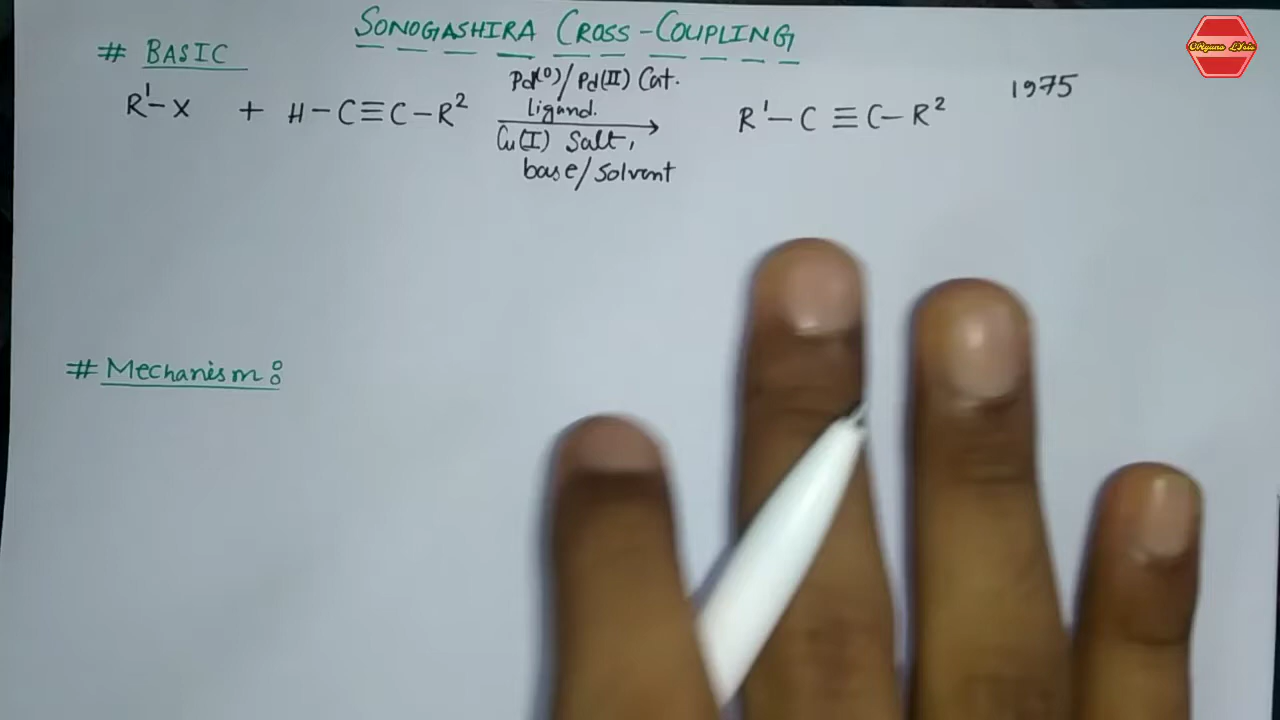 SONOGASHIRA CROSS-COUPLING
# BASIC
R¹-X + H-C≡C-R² → R¹-C≡C-R²
Pd(0)/Pd(II) Cat.
ligand.
Cu(I) Salt,
base/solvent
1975
# Mechanism: